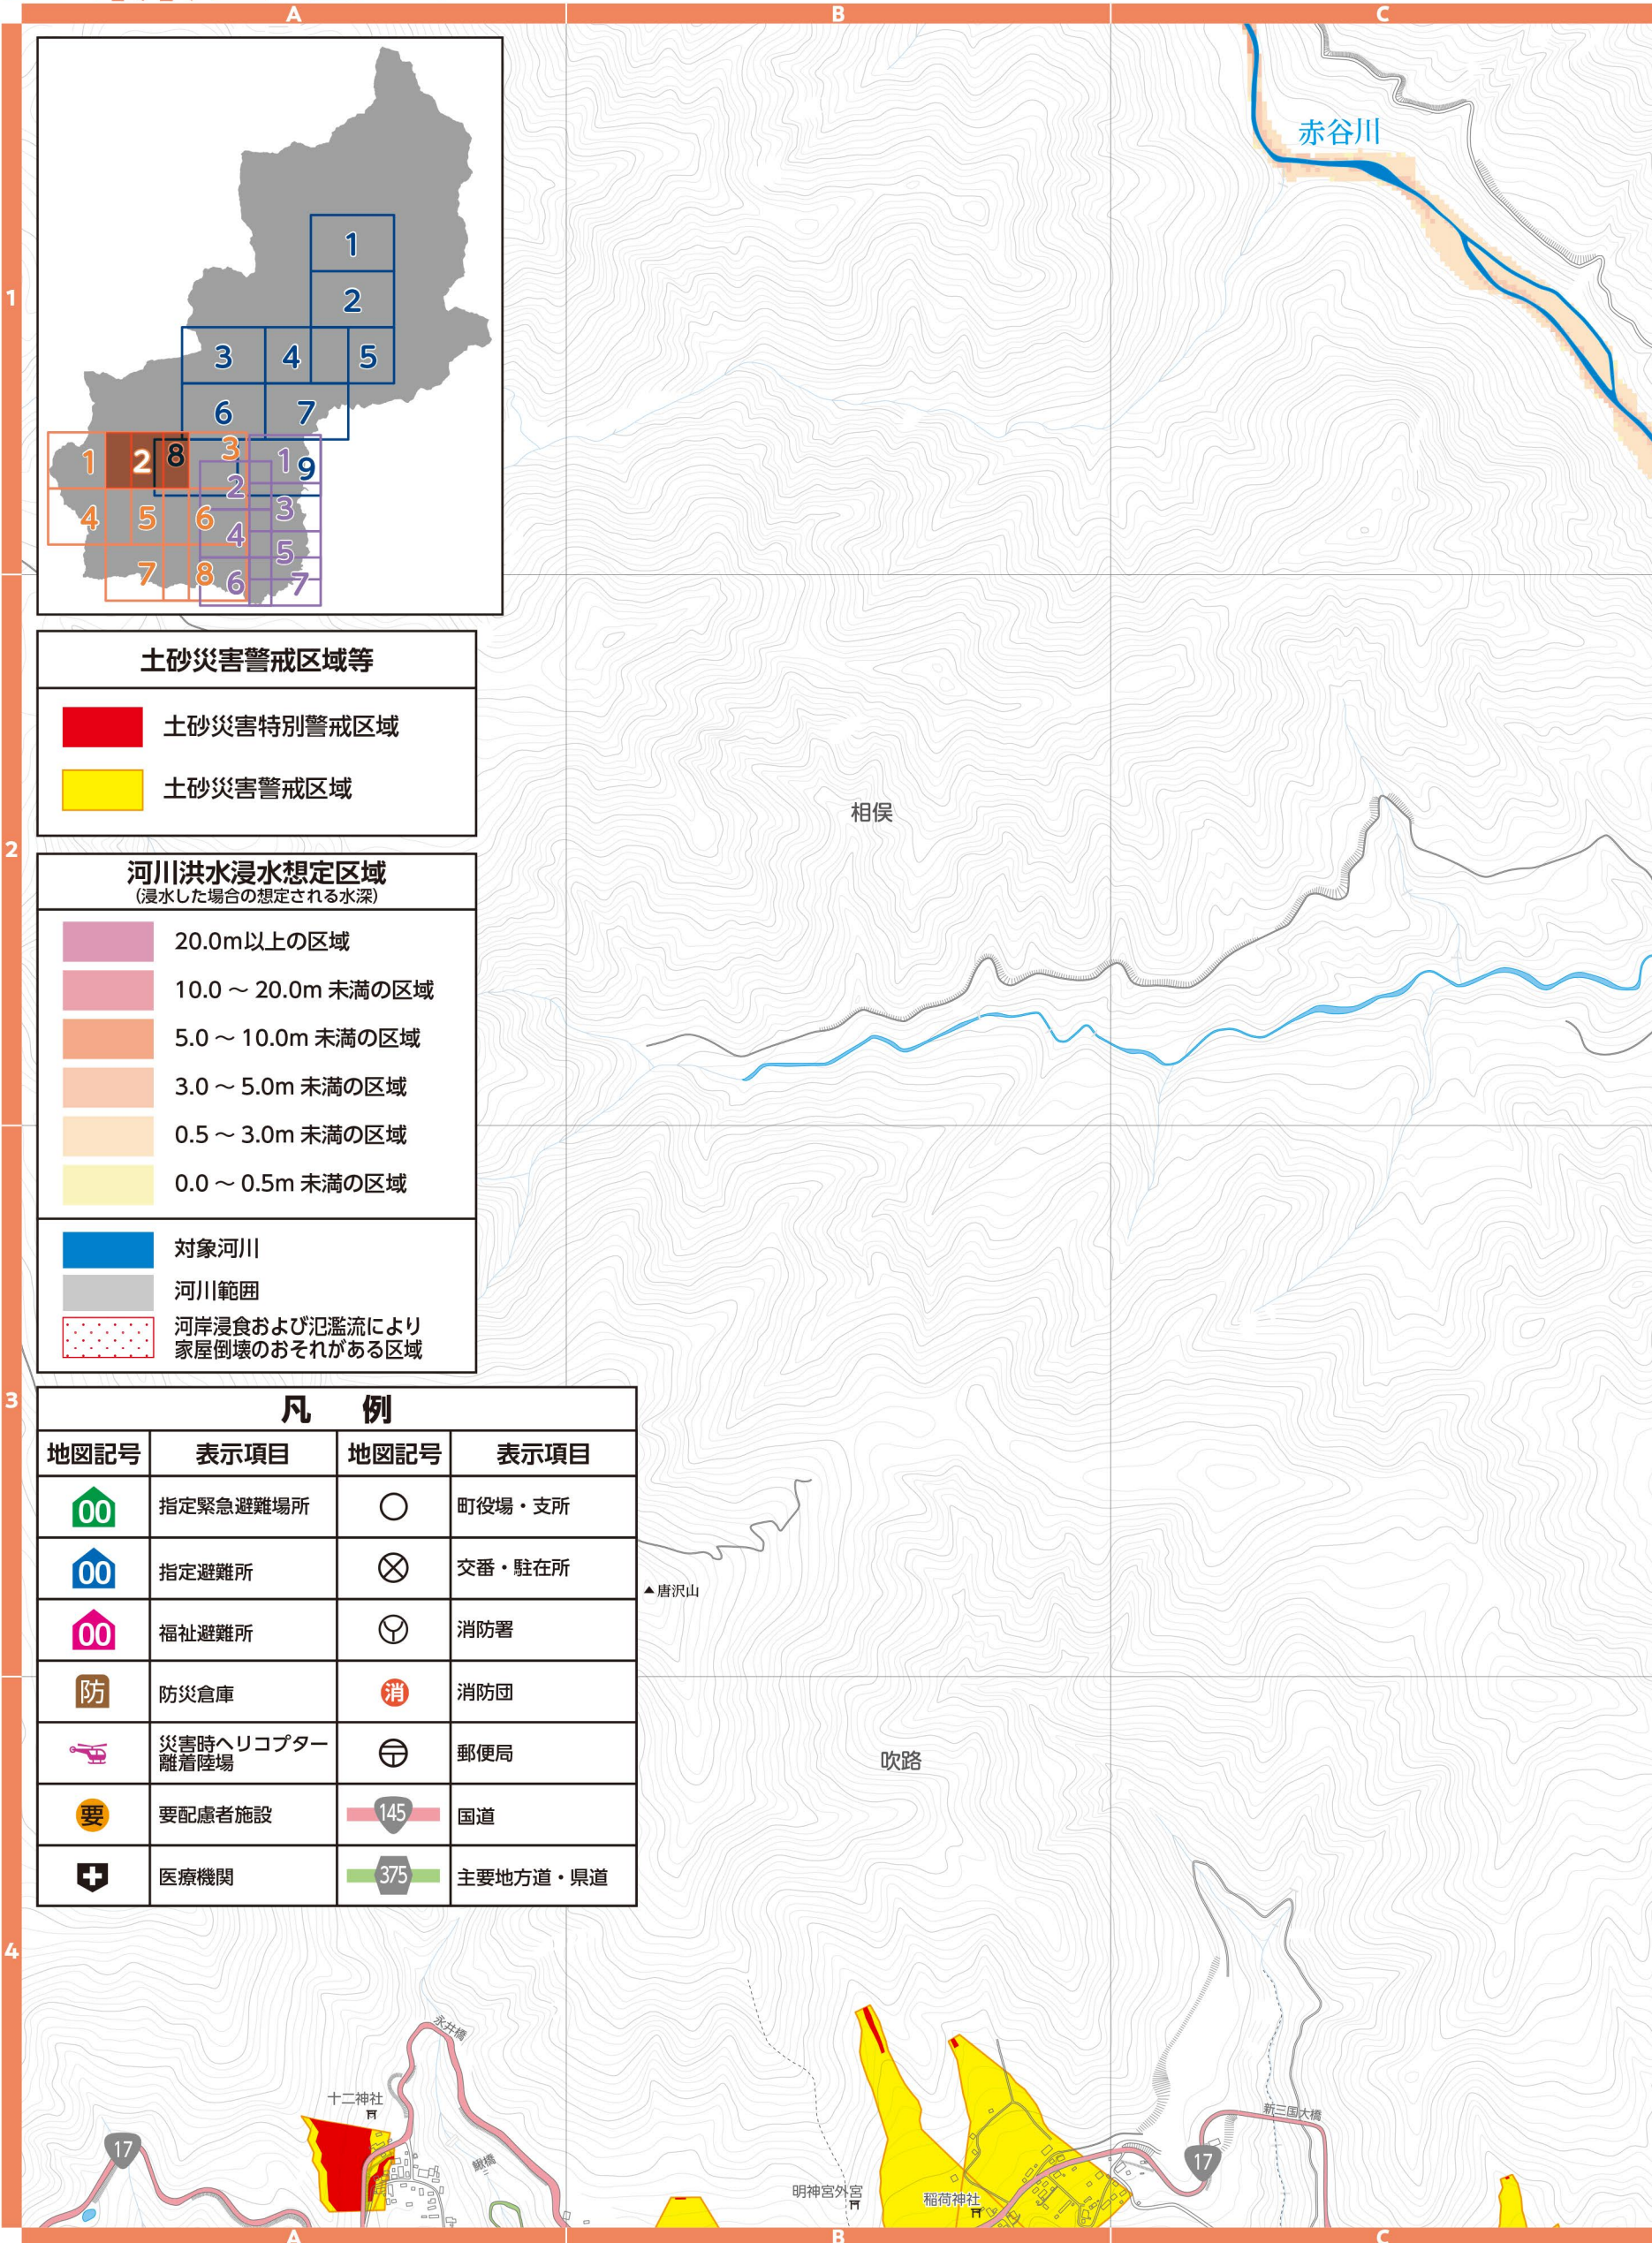 A B C
1
2
3
4
1
2
3 4 5
6 7
1 2 8 3 1 9
2
4 5 6 3
4
5
7 8 6 7
土砂災害警戒区域等
土砂災害特別警戒区域
土砂災害警戒区域
河川洪水浸水想定区域
(浸水した場合の想定される水深)
20.0m以上の区域
10.0 ～ 20.0m 未満の区域
5.0 ～ 10.0m 未満の区域
3.0 ～ 5.0m 未満の区域
0.5 ～ 3.0m 未満の区域
0.0 ～ 0.5m 未満の区域
対象河川
河川範囲
河岸浸食および氾濫流により
家屋倒壊のおそれがある区域
凡 例
地図記号 表示項目 地図記号 表示項目
00 指定緊急避難場所 町役場・支所
00 指定避難所 交番・駐在所
00 福祉避難所 消防署
防 防災倉庫 消 消防団
災害時ヘリコプター
離着陸場 郵便局
要 要配慮者施設 145 国道
医療機関 375 主要地方道・県道
赤谷川
相俣
唐沢山
吹路
永井橋
十二神社
17
鍬橋
明神宮外宮
稲荷神社
新三国大橋
17
A B C